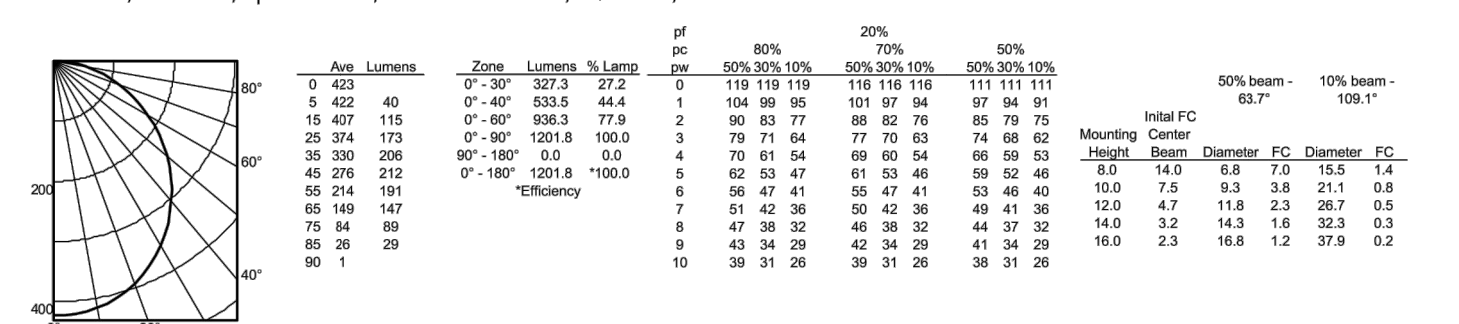 80°
60°
40°
200
400
Ave Lumens
0 423
5 422 40
15 407 115
25 374 173
35 330 206
45 276 212
55 214 191
65 149 147
75 84 89
85 26 29
90 1
Zone Lumens % Lamp
0° - 30° 327.3 27.2
0° - 40° 533.5 44.4
0° - 60° 936.3 77.9
0° - 90° 1201.8 100.0
90° - 180° 0.0 0.0
0° - 180° 1201.8 *100.0
*Efficiency
pf 20%
pc 80% 70% 50%
pw 50% 30% 10% 50% 30% 10% 50% 30% 10%
0 119 119 119 116 116 116 111 111 111
1 104 99 95 101 97 94 97 94 91
2 90 83 77 88 82 76 85 79 75
3 79 71 64 77 70 63 74 68 62
4 70 61 54 69 60 54 66 59 53
5 62 53 47 61 53 46 59 52 46
6 56 47 41 55 47 41 53 46 40
7 51 42 36 50 42 36 49 41 36
8 47 38 32 46 38 32 44 37 32
9 43 34 29 42 34 29 41 34 29
10 39 31 26 39 31 26 38 31 26
50% beam - 10% beam -
63.7° 109.1°
Inital FC
Mounting Center
Height Beam Diameter FC Diameter FC
8.0 14.0 6.8 7.0 15.5 1.4
10.0 7.5 9.3 3.8 21.1 0.8
12.0 4.7 11.8 2.3 26.7 0.5
14.0 3.2 14.3 1.6 32.3 0.3
16.0 2.3 16.8 1.2 37.9 0.2